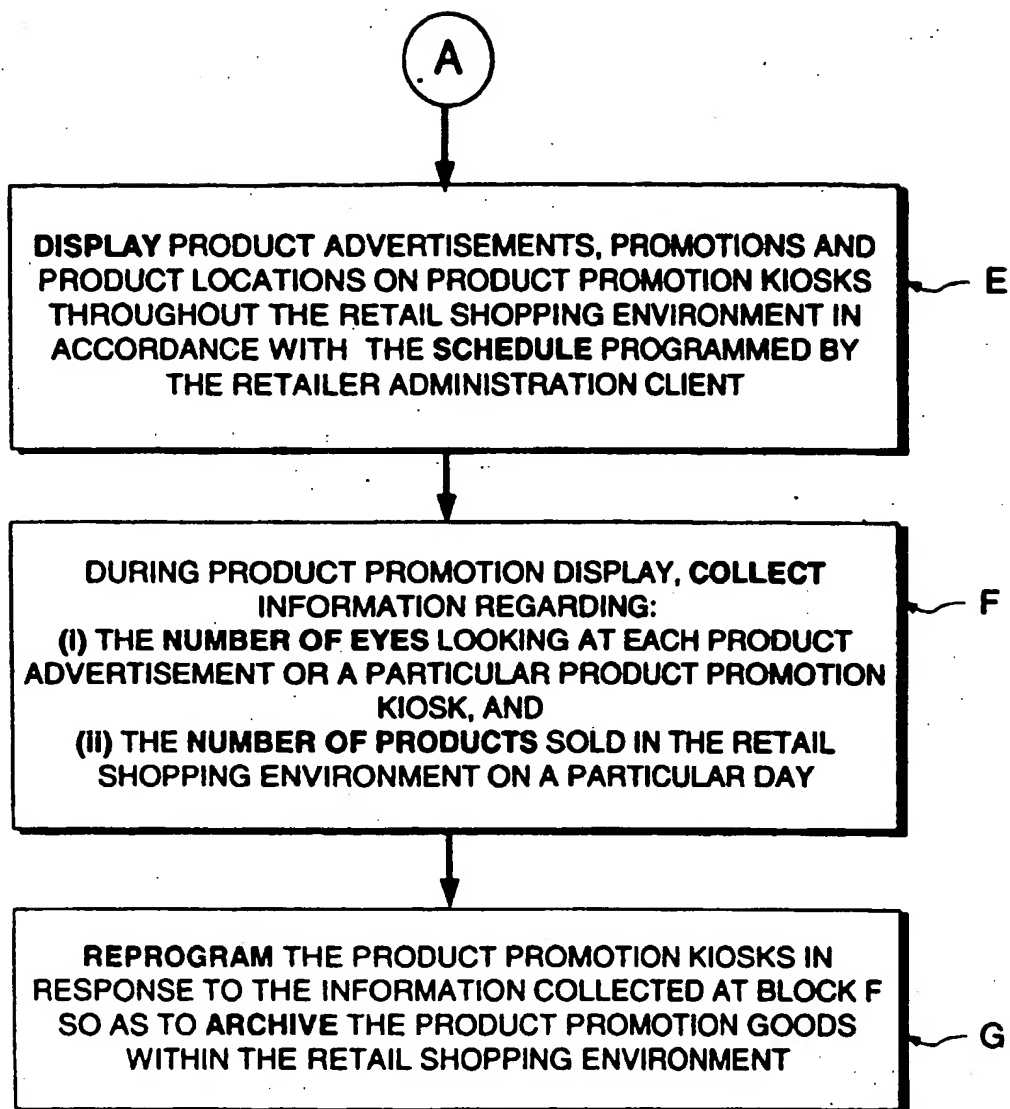 A
DISPLAY PRODUCT ADVERTISEMENTS, PROMOTIONS AND
PRODUCT LOCATIONS ON PRODUCT PROMOTION KIOSKS
THROUGHOUT THE RETAIL SHOPPING ENVIRONMENT IN
ACCORDANCE WITH THE SCHEDULE PROGRAMMED BY
THE RETAILER ADMINISTRATION CLIENT
E
DURING PRODUCT PROMOTION DISPLAY, COLLECT
INFORMATION REGARDING:
(i) THE NUMBER OF EYES LOOKING AT EACH PRODUCT
ADVERTISEMENT OR A PARTICULAR PRODUCT PROMOTION
KIOSK, AND
(ii) THE NUMBER OF PRODUCTS SOLD IN THE RETAIL
SHOPPING ENVIRONMENT ON A PARTICULAR DAY
F
REPROGRAM THE PRODUCT PROMOTION KIOSKS IN
RESPONSE TO THE INFORMATION COLLECTED AT BLOCK F
SO AS TO ARCHIVE THE PRODUCT PROMOTION GOODS
WITHIN THE RETAIL SHOPPING ENVIRONMENT
G